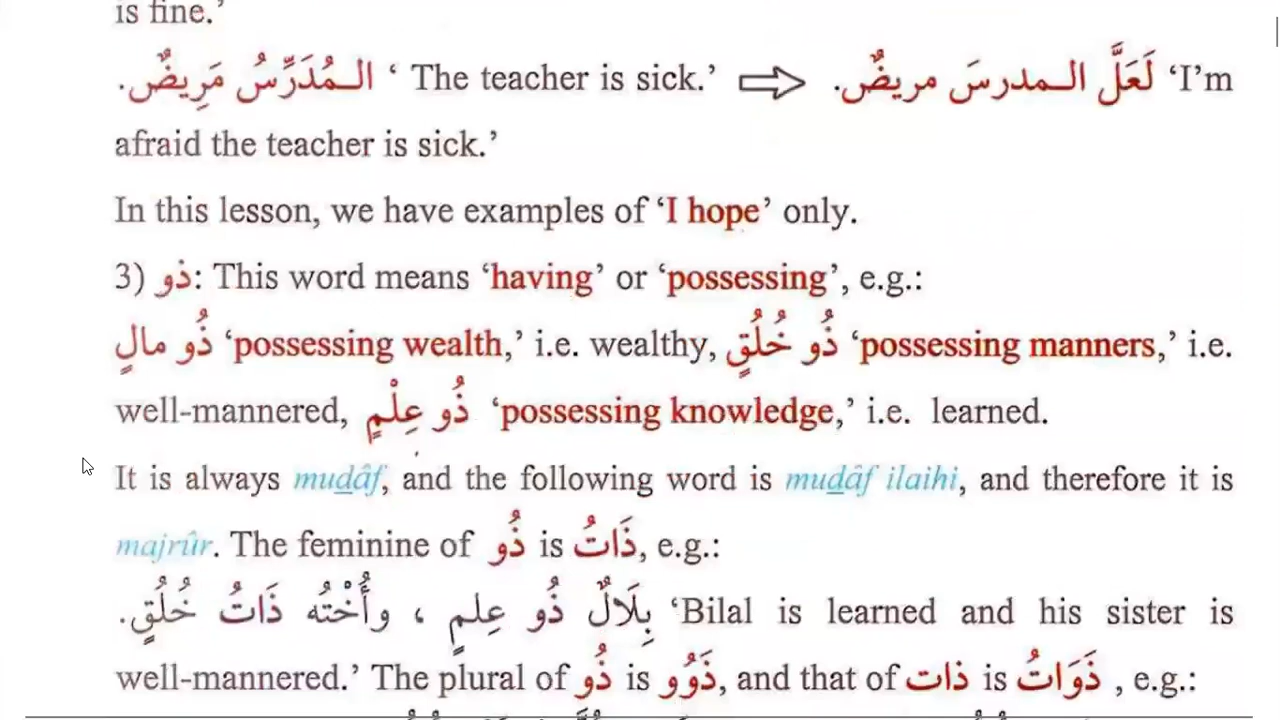 is fine.’
الـمُدَرِّسُ مَرِيضٌ. ‘ The teacher is sick.’ ⇨ لَعَلَّ الـمدرسَ مريضٌ. ‘I’m
afraid the teacher is sick.’
In this lesson, we have examples of ‘I hope’ only.
3) ذو: This word means ‘having’ or ‘possessing’, e.g.:
ذُو مالٍ ‘possessing wealth,’ i.e. wealthy, ذُو خُلُقٍ ‘possessing manners,’ i.e.
well-mannered, ذُو عِلْمٍ ‘possessing knowledge,’ i.e. learned.
It is always muḏâf, and the following word is muḏâf ilaihi, and therefore it is
majrûr. The feminine of ذُو is ذَاتُ, e.g.:
بِلَالٌ ذُو عِلمٍ ، وأُخْتُه ذَاتُ خُلُقٍ. ‘Bilal is learned and his sister is
well-mannered.’ The plural of ذُو is ذَوُو, and that of ذات is ذَوَاتُ , e.g.: